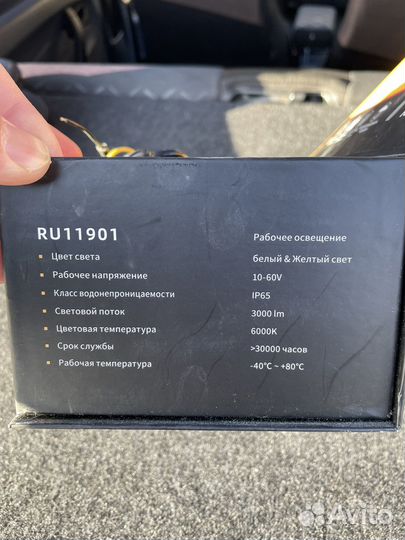 RU11901 Рабочее освещение
Цвет света белый & Желтый свет
Рабочее напряжение 10-60V
Класс водонепроницаемости IP65
Световой поток 3000 lm
Цветовая температура 6000K
Срок службы >30000 часов
Рабочая температура -40℃ ~ +80℃
Avito